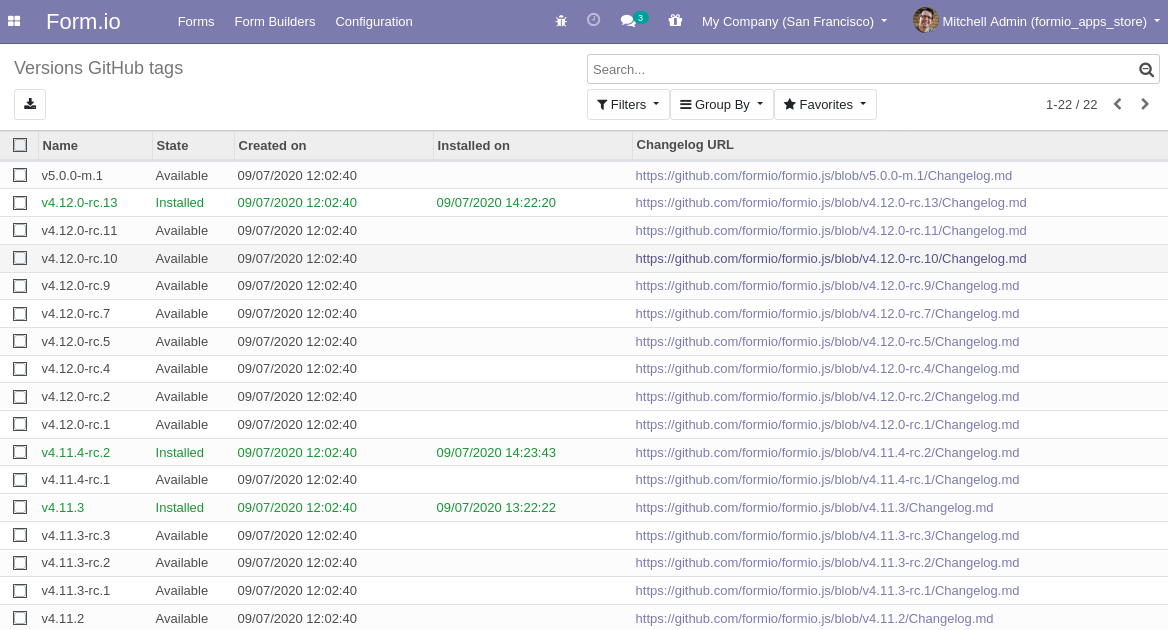 Form.io Forms Form Builders Configuration 3 My Company (San Francisco) Mitchell Admin (formio_apps_store)
Versions GitHub tags
Search...
Filters Group By Favorites 1-22 / 22
Name State Created on Installed on Changelog URL
v5.0.0-m.1 Available 09/07/2020 12:02:40 https://github.com/formio/formio.js/blob/v5.0.0-m.1/Changelog.md
v4.12.0-rc.13 Installed 09/07/2020 12:02:40 09/07/2020 14:22:20 https://github.com/formio/formio.js/blob/v4.12.0-rc.13/Changelog.md
v4.12.0-rc.11 Available 09/07/2020 12:02:40 https://github.com/formio/formio.js/blob/v4.12.0-rc.11/Changelog.md
v4.12.0-rc.10 Available 09/07/2020 12:02:40 https://github.com/formio/formio.js/blob/v4.12.0-rc.10/Changelog.md
v4.12.0-rc.9 Available 09/07/2020 12:02:40 https://github.com/formio/formio.js/blob/v4.12.0-rc.9/Changelog.md
v4.12.0-rc.7 Available 09/07/2020 12:02:40 https://github.com/formio/formio.js/blob/v4.12.0-rc.7/Changelog.md
v4.12.0-rc.5 Available 09/07/2020 12:02:40 https://github.com/formio/formio.js/blob/v4.12.0-rc.5/Changelog.md
v4.12.0-rc.4 Available 09/07/2020 12:02:40 https://github.com/formio/formio.js/blob/v4.12.0-rc.4/Changelog.md
v4.12.0-rc.2 Available 09/07/2020 12:02:40 https://github.com/formio/formio.js/blob/v4.12.0-rc.2/Changelog.md
v4.12.0-rc.1 Available 09/07/2020 12:02:40 https://github.com/formio/formio.js/blob/v4.12.0-rc.1/Changelog.md
v4.11.4-rc.2 Installed 09/07/2020 12:02:40 09/07/2020 14:23:43 https://github.com/formio/formio.js/blob/v4.11.4-rc.2/Changelog.md
v4.11.4-rc.1 Available 09/07/2020 12:02:40 https://github.com/formio/formio.js/blob/v4.11.4-rc.1/Changelog.md
v4.11.3 Installed 09/07/2020 12:02:40 09/07/2020 13:22:22 https://github.com/formio/formio.js/blob/v4.11.3/Changelog.md
v4.11.3-rc.3 Available 09/07/2020 12:02:40 https://github.com/formio/formio.js/blob/v4.11.3-rc.3/Changelog.md
v4.11.3-rc.2 Available 09/07/2020 12:02:40 https://github.com/formio/formio.js/blob/v4.11.3-rc.2/Changelog.md
v4.11.3-rc.1 Available 09/07/2020 12:02:40 https://github.com/formio/formio.js/blob/v4.11.3-rc.1/Changelog.md
v4.11.2 Available 09/07/2020 12:02:40 https://github.com/formio/formio.js/blob/v4.11.2/Changelog.md